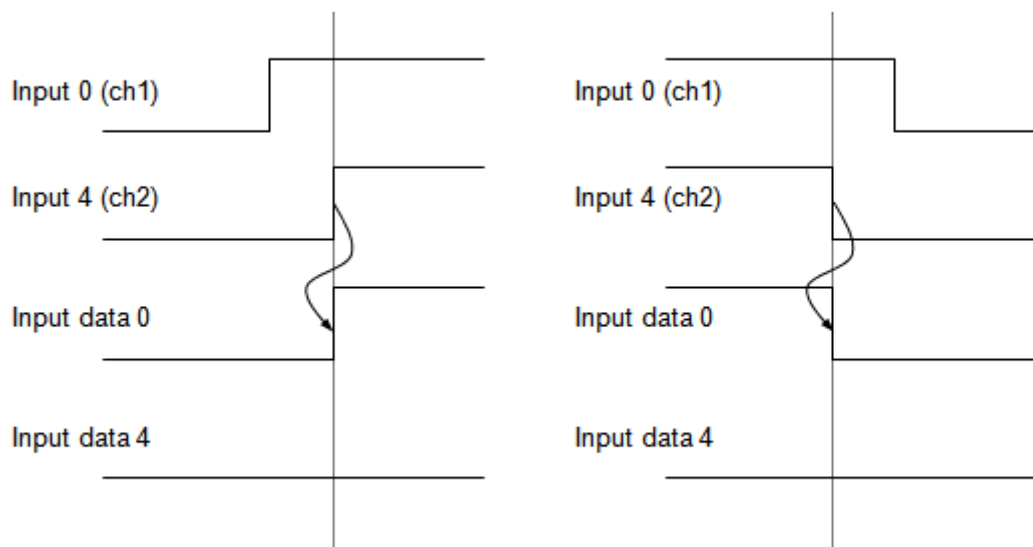 Input 0 (ch1)
Input 4 (ch2)
Input data 0
Input data 4
Input 0 (ch1)
Input 4 (ch2)
Input data 0
Input data 4